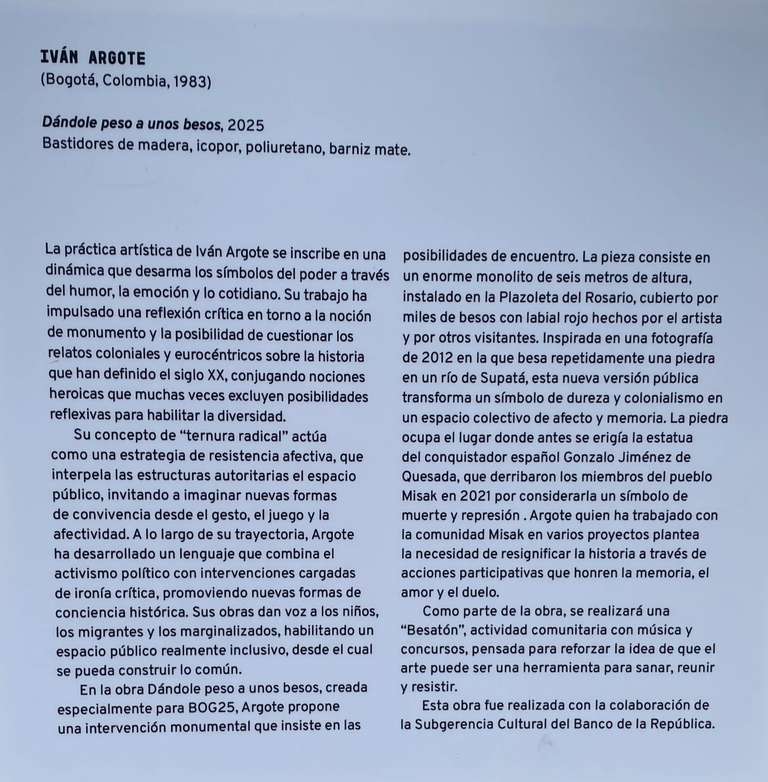 IVÁN ARGOTE
(Bogotá, Colombia, 1983)
Dándole peso a unos besos, 2025
Bastidores de madera, icopor, poliuretano, barniz mate.
La práctica artística de Iván Argote se inscribe en una
dinámica que desarma los símbolos del poder a través
del humor, la emoción y lo cotidiano. Su trabajo ha
impulsado una reflexión crítica en torno a la noción
de monumento y la posibilidad de cuestionar los
relatos coloniales y eurocéntricos sobre la historia
que han definido el siglo XX, conjugando nociones
heroicas que muchas veces excluyen posibilidades
reflexivas para habilitar la diversidad.
Su concepto de “ternura radical” actúa
como una estrategia de resistencia afectiva, que
interpela las estructuras autoritarias el espacio
público, invitando a imaginar nuevas formas
de convivencia desde el gesto, el juego y la
afectividad. A lo largo de su trayectoria, Argote
ha desarrollado un lenguaje que combina el
activismo político con intervenciones cargadas
de ironía crítica, promoviendo nuevas formas de
conciencia histórica. Sus obras dan voz a los niños,
los migrantes y los marginalizados, habilitando un
espacio público realmente inclusivo, desde el cual
se pueda construir lo común.
En la obra Dándole peso a unos besos, creada
especialmente para BOG25, Argote propone
una intervención monumental que insiste en las
posibilidades de encuentro. La pieza consiste en
un enorme monolito de seis metros de altura,
instalado en la Plazoleta del Rosario, cubierto por
miles de besos con labial rojo hechos por el artista
y por otros visitantes. Inspirada en una fotografía
de 2012 en la que besa repetidamente una piedra
en un río de Supatá, esta nueva versión pública
transforma un símbolo de dureza y colonialismo en
un espacio colectivo de afecto y memoria. La piedra
ocupa el lugar donde antes se erigía la estatua
del conquistador español Gonzalo Jiménez de
Quesada, que derribaron los miembros del pueblo
Misak en 2021 por considerarla un símbolo de
muerte y represión . Argote quien ha trabajado con
la comunidad Misak en varios proyectos plantea
la necesidad de resignificar la historia a través de
acciones participativas que honren la memoria, el
amor y el duelo.
Como parte de la obra, se realizará una
“Besatón”, actividad comunitaria con música y
concursos, pensada para reforzar la idea de que el
arte puede ser una herramienta para sanar, reunir
y resistir.
Esta obra fue realizada con la colaboración de
la Subgerencia Cultural del Banco de la República.